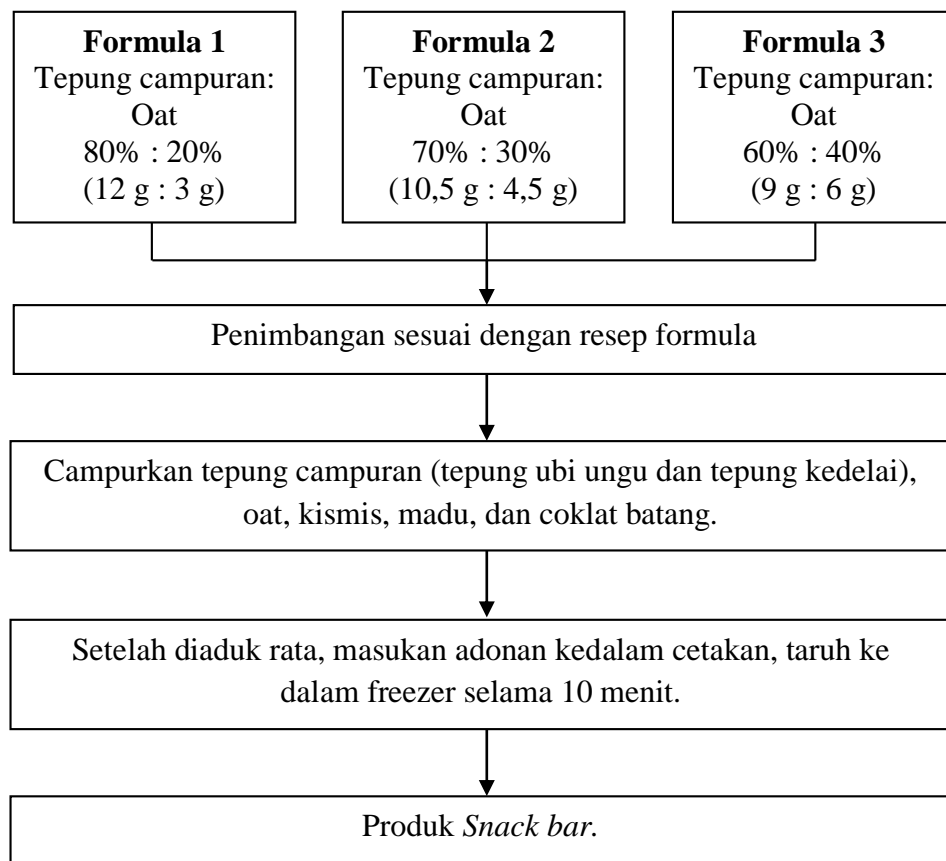 Formula 1
Tepung campuran:
Oat
80% : 20%
(12 g : 3 g)
Formula 2
Tepung campuran:
Oat
70% : 30%
(10,5 g : 4,5 g)
Formula 3
Tepung campuran:
Oat
60% : 40%
(9 g : 6 g)
Penimbangan sesuai dengan resep formula
Campurkan tepung campuran (tepung ubi ungu dan tepung kedelai),
oat, kismis, madu, dan coklat batang.
Setelah diaduk rata, masukan adonan kedalam cetakan, taruh ke
dalam freezer selama 10 menit.
Produk Snack bar.